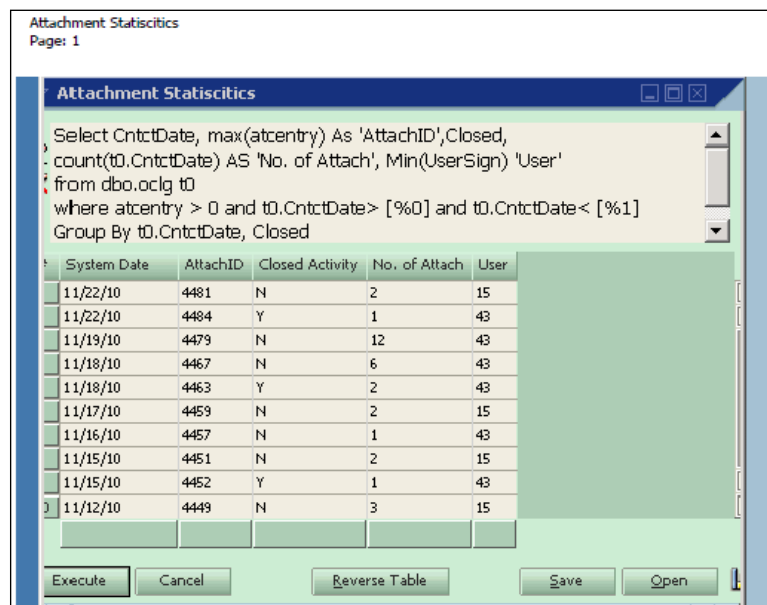 Attachment Statiscitics
Page: 1
Attachment Statiscitics
Select CntctDate, max(atcentry) As 'AttachID',Closed,
count(t0.CntctDate) AS 'No. of Attach', Min(UserSign) 'User'
from dbo.oclg t0
where atcentry > 0 and t0.CntctDate> [%0] and t0.CntctDate< [%1]
Group By t0.CntctDate, Closed
System Date AttachID Closed Activity No. of Attach User
11/22/10 4481 N 2 15
11/22/10 4484 Y 1 43
11/19/10 4479 N 12 43
11/18/10 4467 N 6 43
11/18/10 4463 Y 2 43
11/17/10 4459 N 2 15
11/16/10 4457 N 1 43
11/15/10 4451 N 2 15
11/15/10 4452 Y 1 43
11/12/10 4449 N 3 15
Execute Cancel Reverse Table Save Open